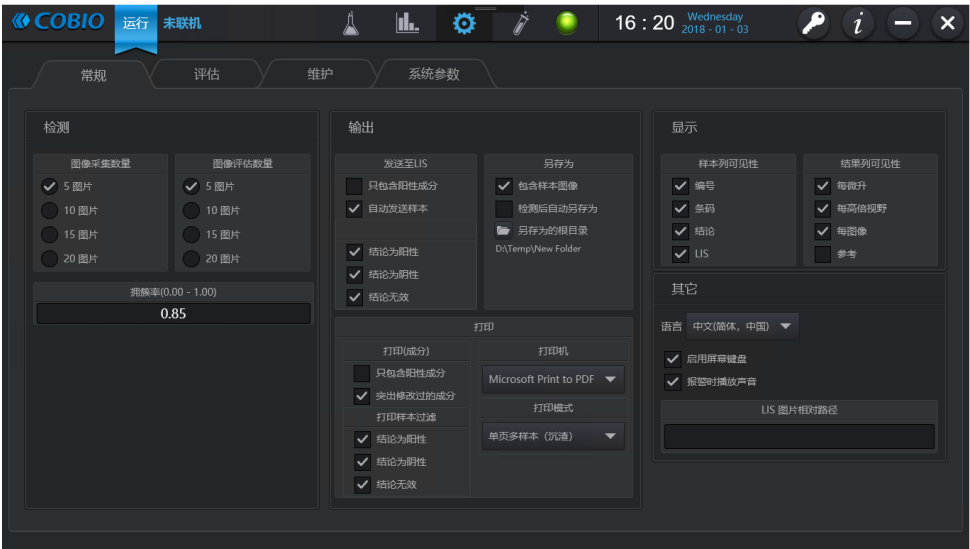 COBIO 运行 未联机 16 : 20 Wednesday
2018 - 01 - 03
常规 评估 维护 系统参数
检测
图像采集数量
5 图片
10 图片
15 图片
20 图片
图像评估数量
5 图片
10 图片
15 图片
20 图片
拥簇率(0.00 - 1.00)
0.85
输出
发送至LIS
只包含阳性成分
自动发送样本
结论为阳性
结论为阴性
结论无效
另存为
包含样本图像
检测后自动另存为
另存为的根目录
D:\Temp\New Folder
打印
打印(成分)
只包含阳性成分
突出修改过的成分
打印样本过滤
结论为阳性
结论为阴性
结论无效
打印机
Microsoft Print to PDF
打印模式
单页多样本（沉渣）
显示
样本列可见性
编号
条码
结论
LIS
结果列可见性
每微升
每高倍视野
每图像
参考
其它
语言 中文(简体，中国)
启用屏幕键盘
报警时播放声音
LIS 图片相对路径